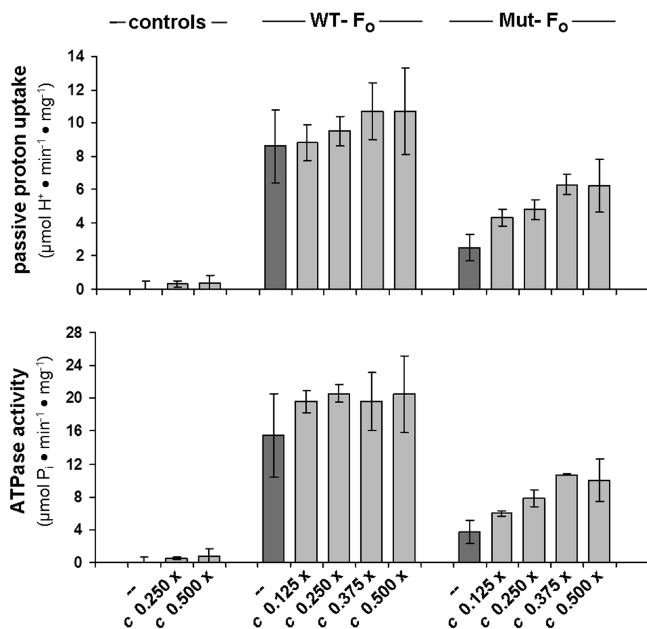 – controls – WT- Fo — Mut- Fo —
passive proton uptake
(µmol H⁺ • min⁻¹ • mg⁻¹)
14
12
10
8
6
4
2
0
ATPase activity
(µmol Pi • min⁻¹ • mg⁻¹)
28
24
20
16
12
8
4
0
–
c 0.250 x
c 0.500 x
–
c 0.125 x
c 0.250 x
c 0.375 x
c 0.500 x
–
c 0.125 x
c 0.250 x
c 0.375 x
c 0.500 x